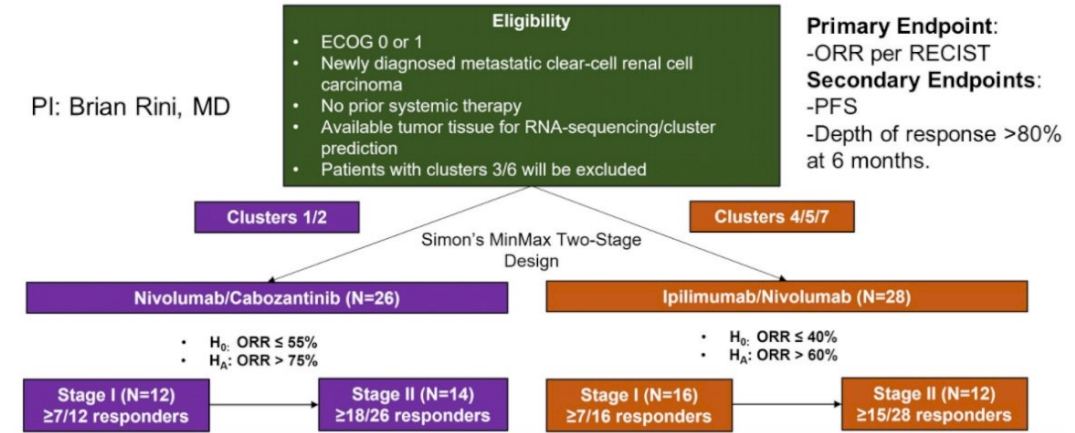 Eligibility
• ECOG 0 or 1
• Newly diagnosed metastatic clear-cell renal cell
carcinoma
• No prior systemic therapy
• Available tumor tissue for RNA-sequencing/cluster
prediction
• Patients with clusters 3/6 will be excluded
PI: Brian Rini, MD
Primary Endpoint:
-ORR per RECIST
Secondary Endpoints:
-PFS
-Depth of response >80%
at 6 months.
Clusters 1/2
Clusters 4/5/7
Simon's MinMax Two-Stage
Design
Nivolumab/Cabozantinib (N=26)
Ipilimumab/Nivolumab (N=28)
• H0: ORR ≤ 55%
• HA: ORR > 75%
• H0: ORR ≤ 40%
• HA: ORR > 60%
Stage I (N=12)
≥7/12 responders
Stage II (N=14)
≥18/26 responders
Stage I (N=16)
≥7/16 responders
Stage II (N=12)
≥15/28 responders